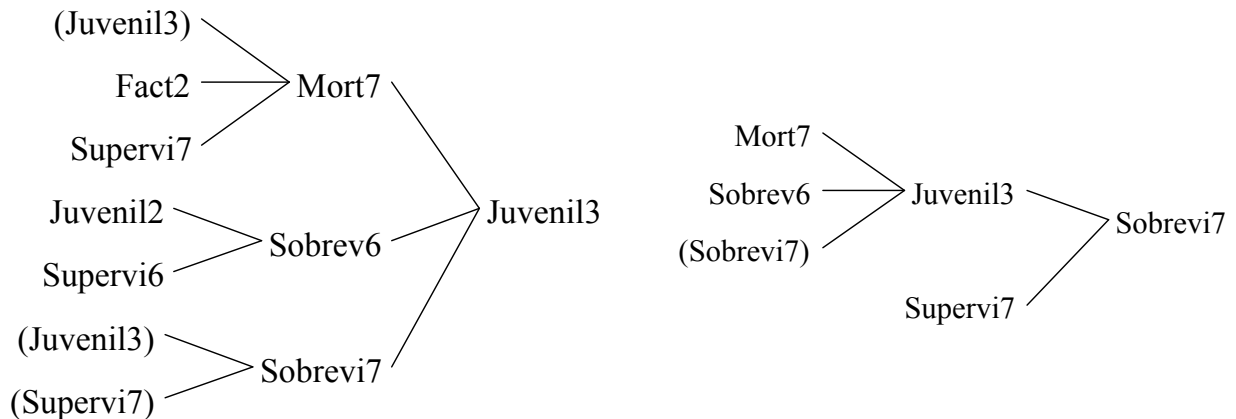 (Juvenil3)
Fact2
Mort7
Supervi7
Juvenil2
Sobrev6
Supervi6
(Juvenil3)
Sobrevi7
(Supervi7)
Juvenil3
Mort7
Sobrev6
(Sobrevi7)
Juvenil3
Supervi7
Sobrevi7